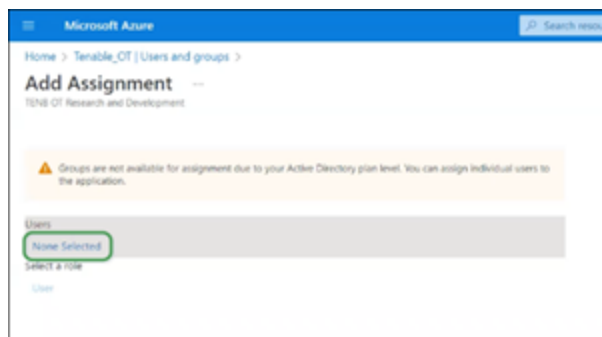 Microsoft Azure
Search resou
Home > Tenable_OT | Users and groups >
Add Assignment ...
TENB OT Research and Development
Groups are not available for assignment due to your Active Directory plan level. You can assign individual users to
the application.
Users
None Selected
Select a role
User